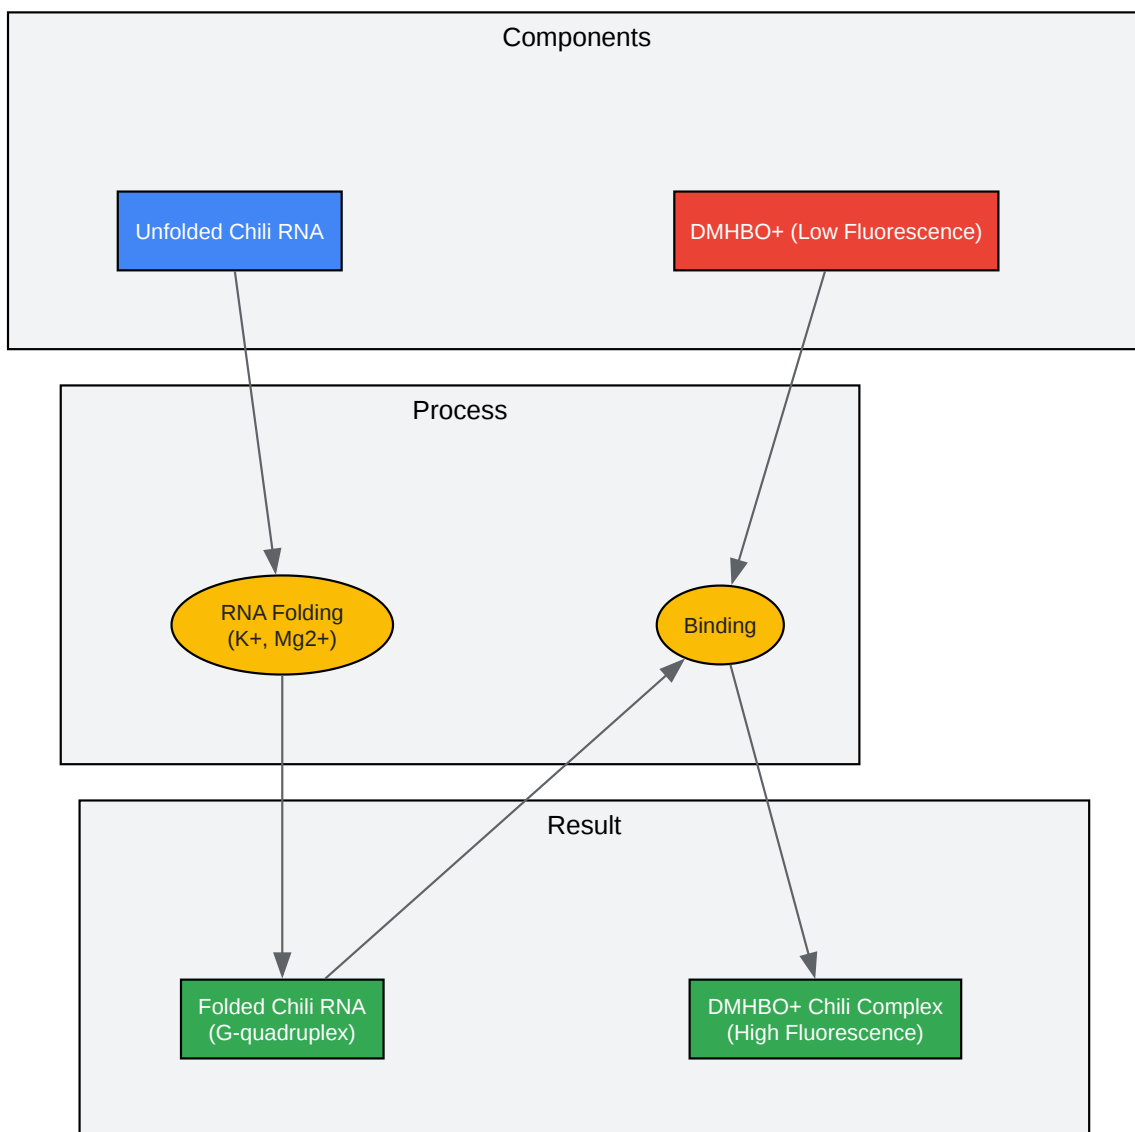 Components
Unfolded Chili RNA
DMHBO+ (Low Fluorescence)
Process
RNA Folding
(K+, Mg2+)
Binding
Result
Folded Chili RNA
(G-quadruplex)
DMHBO+ Chili Complex
(High Fluorescence)